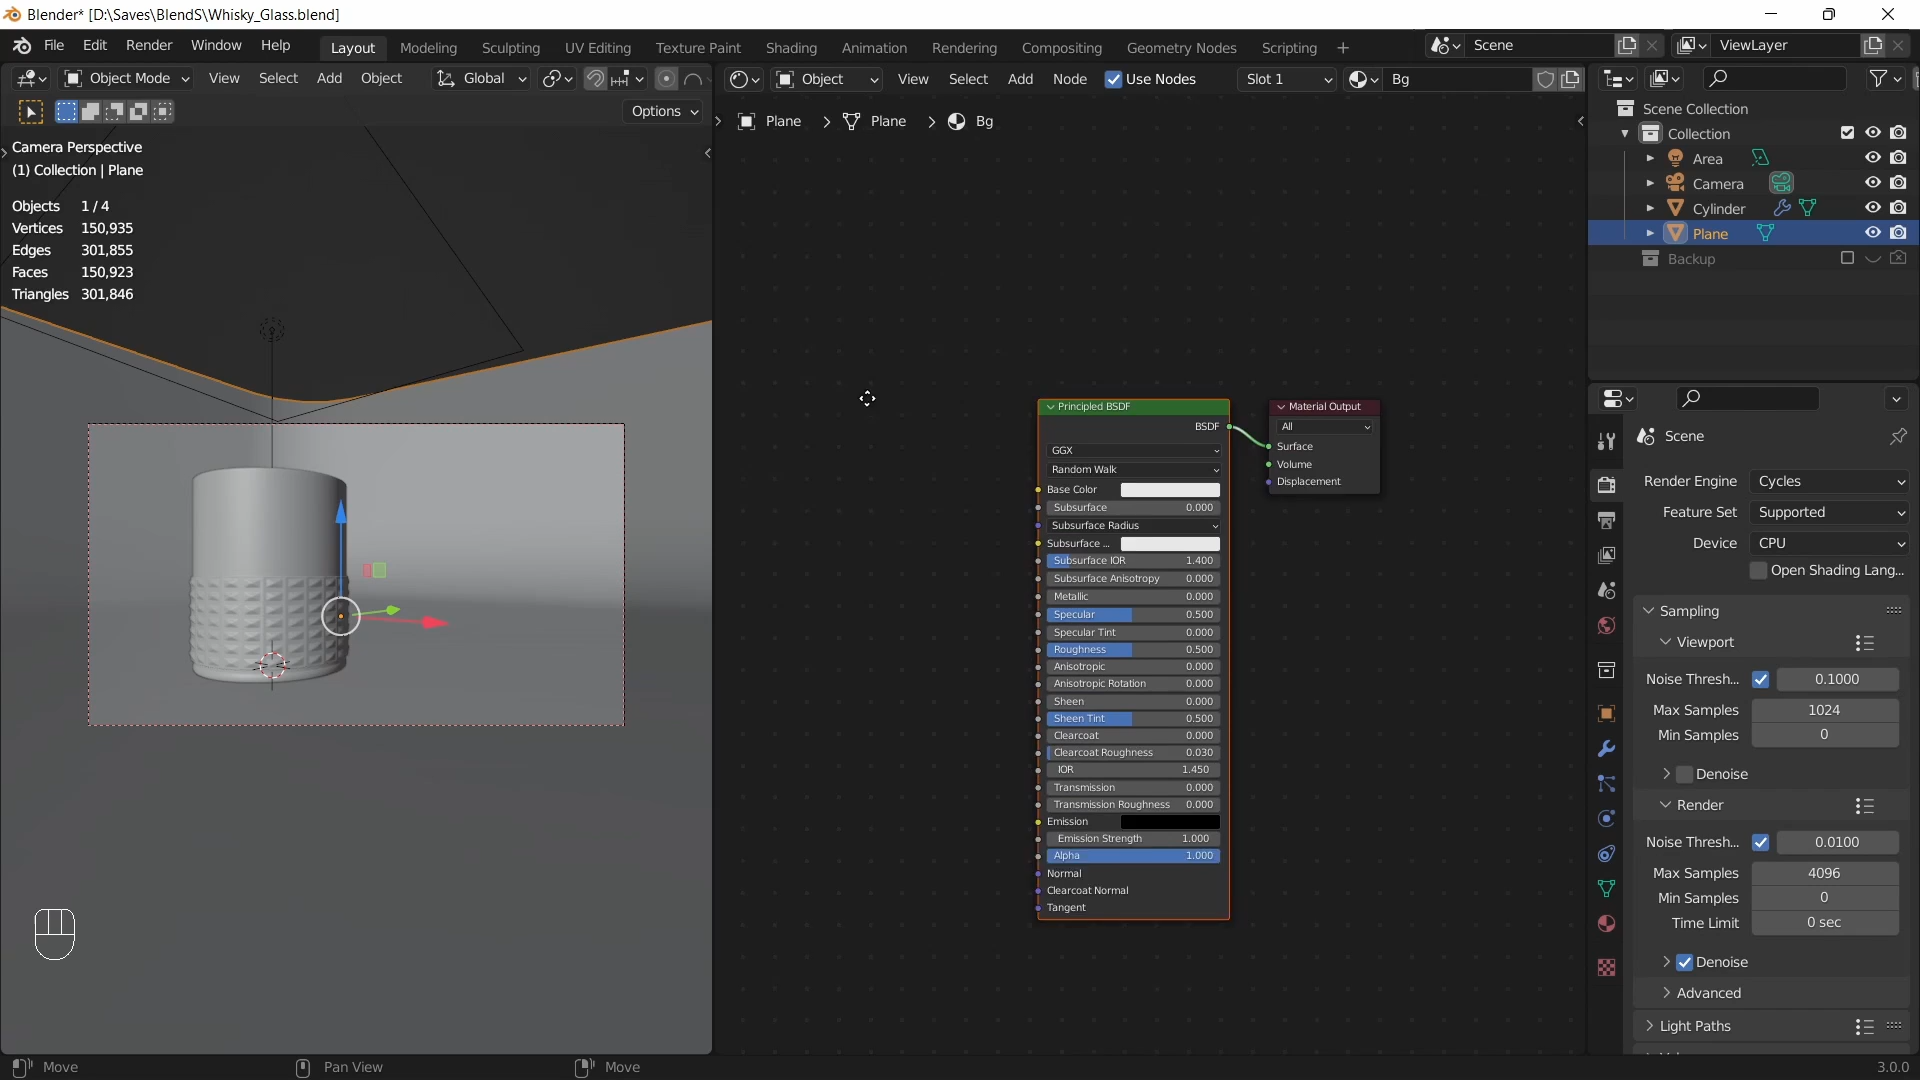 Blender* [D:\Saves\BlendS\Whisky_Glass.blend]
File Edit Render Window Help
Layout Modeling Sculpting UV Editing Texture Paint Shading Animation Rendering Compositing Geometry Nodes Scripting
Scene
ViewLayer
Object Mode View Select Add Object Global
Object View Select Add Node Use Nodes Slot 1 Bg
Options
Plane Plane Bg
Camera Perspective
(1) Collection | Plane
Objects 1/4
Vertices 150,935
Edges 301,855
Faces 150,923
Triangles 301,846
Principled BSDF
BSDF
GGX
Random Walk
Base Color
Subsurface 0.000
Subsurface Radius
Subsurface ...
Subsurface IOR 1.400
Subsurface Anisotropy 0.000
Metallic 0.000
Specular 0.500
Specular Tint 0.000
Roughness 0.500
Anisotropic 0.000
Anisotropic Rotation 0.000
Sheen 0.000
Sheen Tint 0.500
Clearcoat 0.000
Clearcoat Roughness 0.030
IOR 1.450
Transmission 0.000
Transmission Roughness 0.000
Emission
Emission Strength 1.000
Alpha 1.000
Normal
Clearcoat Normal
Tangent
Material Output
All
Surface
Volume
Displacement
Scene Collection
Collection
Area
Camera
Cylinder
Plane
Backup
Scene
Render Engine Cycles
Feature Set Supported
Device CPU
Open Shading Lang...
Sampling
Viewport
Noise Thresh... 0.1000
Max Samples 1024
Min Samples 0
Denoise
Render
Noise Thresh... 0.0100
Max Samples 4096
Min Samples 0
Time Limit 0 sec
Denoise
Advanced
Light Paths
Move
Pan View
Move
3.0.0